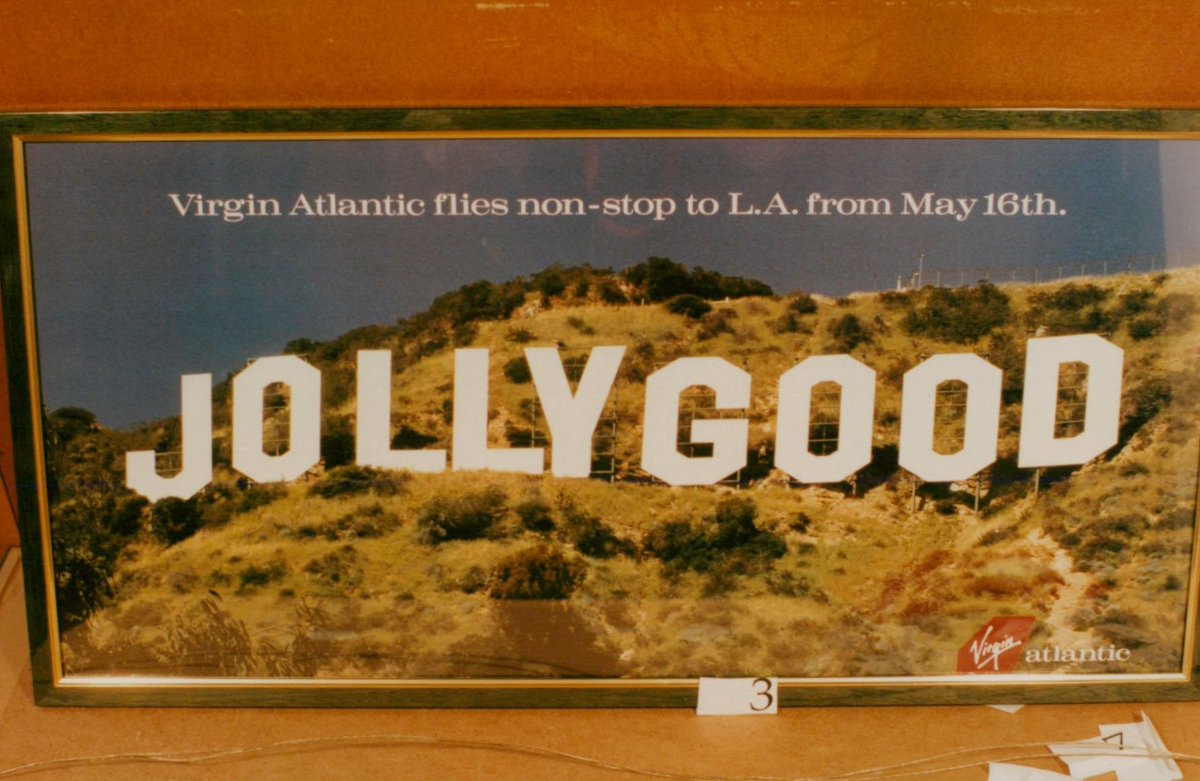 Virgin Atlantic flies non-stop to L.A. from May 16th.
JOLLYGOOD
Virgin atlantic
3